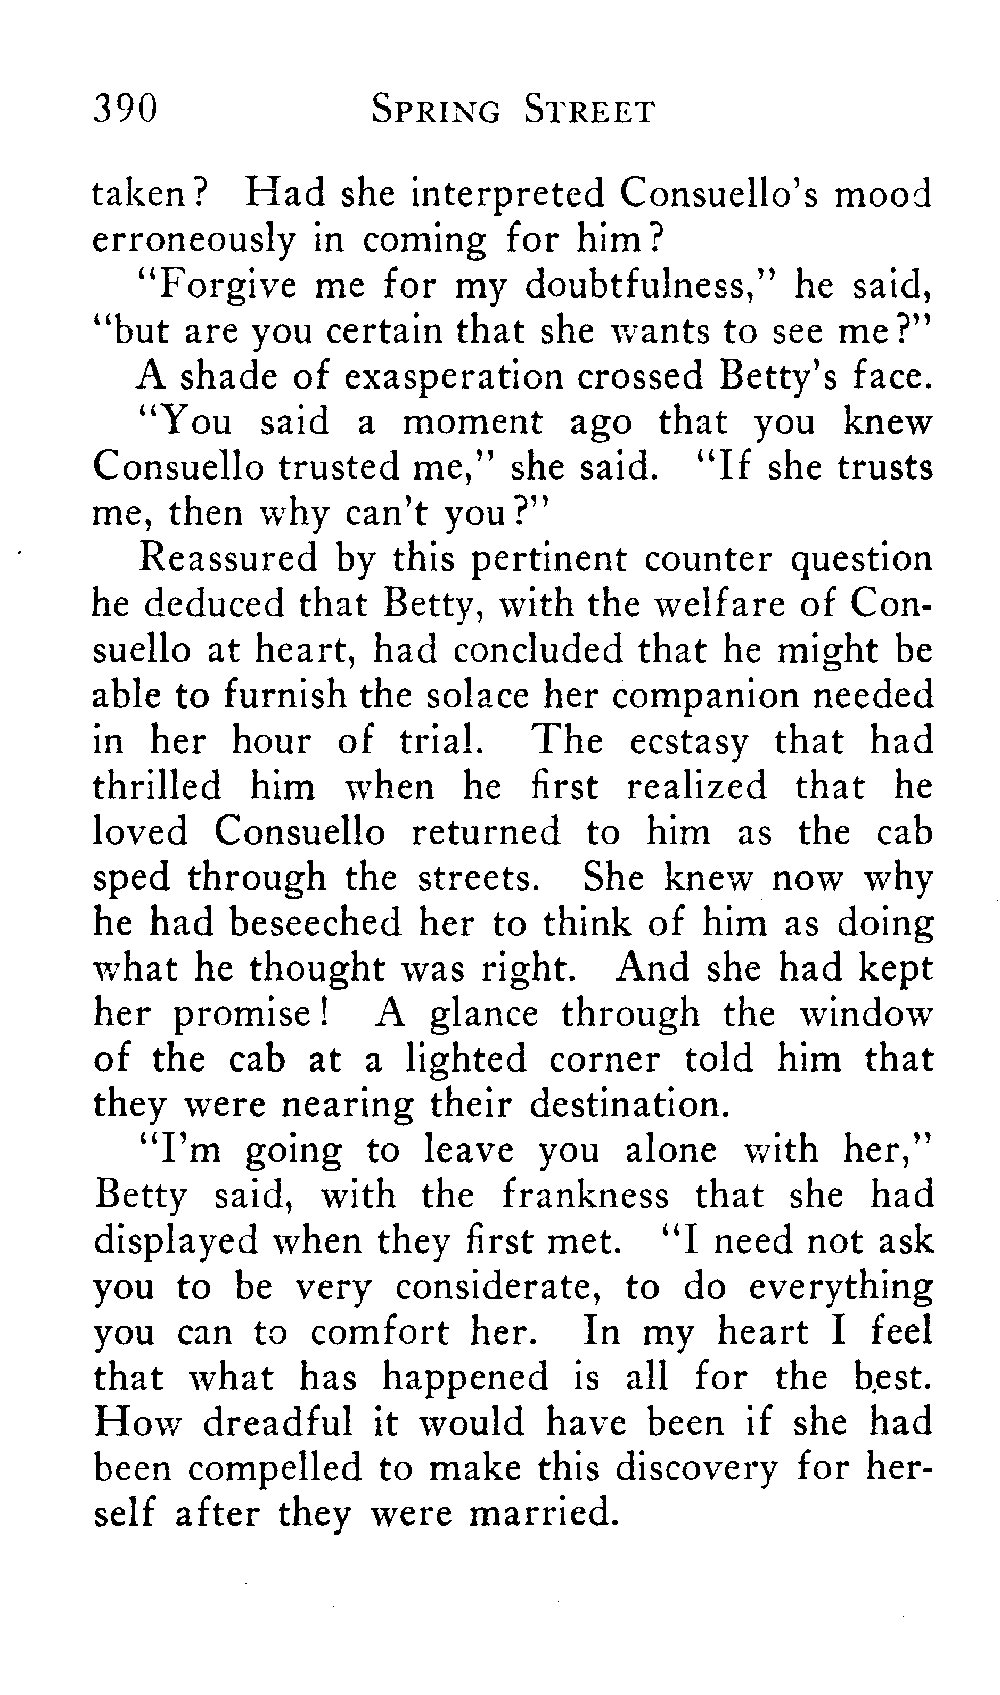 390 SPRING STREET
taken? Had she interpreted Consuello's mood
erroneously in coming for him?
"Forgive me for my doubtfulness," he said,
"but are you certain that she wants to see me?"
A shade of exasperation crossed Betty's face.
"You said a moment ago that you knew
Consuello trusted me," she said. "If she trusts
me, then why can't you?"
Reassured by this pertinent counter question
he deduced that Betty, with the welfare of Con-
suello at heart, had concluded that he might be
able to furnish the solace her companion needed
in her hour of trial. The ecstasy that had
thrilled him when he first realized that he
loved Consuello returned to him as the cab
sped through the streets. She knew now why
he had beseeched her to think of him as doing
what he thought was right. And she had kept
her promise! A glance through the window
of the cab at a lighted corner told him that
they were nearing their destination.
"I'm going to leave you alone with her,"
Betty said, with the frankness that she had
displayed when they first met. "I need not ask
you to be very considerate, to do everything
you can to comfort her. In my heart I feel
that what has happened is all for the best.
How dreadful it would have been if she had
been compelled to make this discovery for her-
self after they were married.